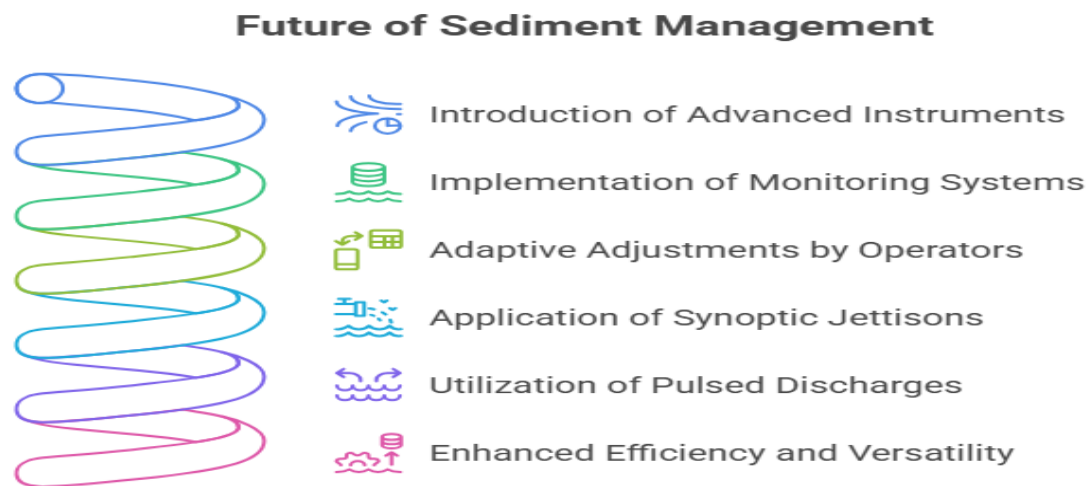 Future of Sediment Management
Introduction of Advanced Instruments
Implementation of Monitoring Systems
Adaptive Adjustments by Operators
Application of Synoptic Jettisons
Utilization of Pulsed Discharges
Enhanced Efficiency and Versatility